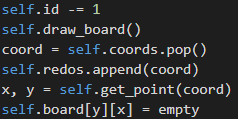 self.id -= 1
self.draw_board()
coord = self.coords.pop()
self.redos.append(coord)
x, y = self.get_point(coord)
self.board[y][x] = empty